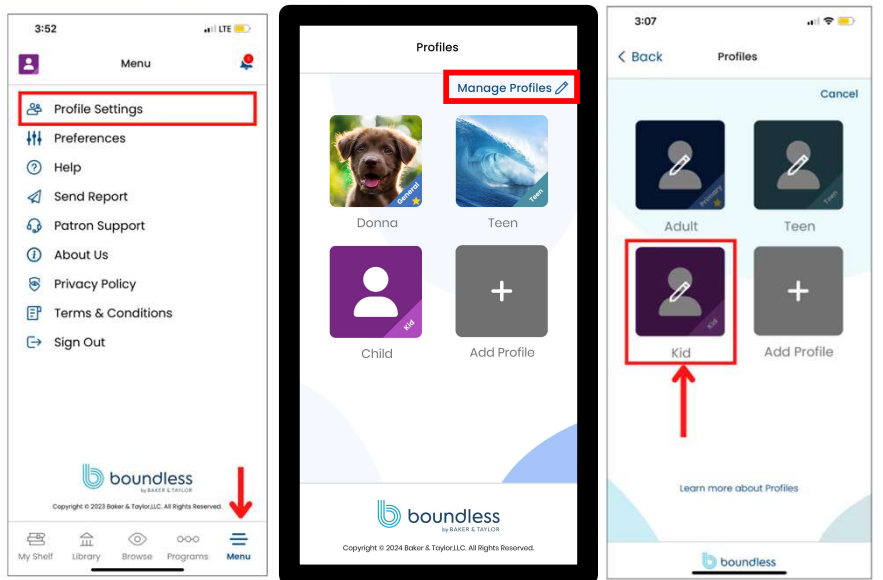 3:52
LTE
Menu
Profile Settings
Preferences
Help
Send Report
Patron Support
About Us
Privacy Policy
Terms & Conditions
Sign Out
boundless
by BAKER & TAYLOR
Copyright © 2023 Baker & Taylor,LLC. All Rights Reserved.
My Shelf Library Browse Programs Menu
Profiles
Manage Profiles
General
Teen
Donna Teen
Kid
Child Add Profile
boundless
by BAKER & TAYLOR
Copyright © 2024 Baker & Taylor,LLC. All Rights Reserved.
3:07
Back Profiles
Cancel
Primary
Teen
Adult Teen
Kid
Kid Add Profile
Learn more about Profiles
boundless